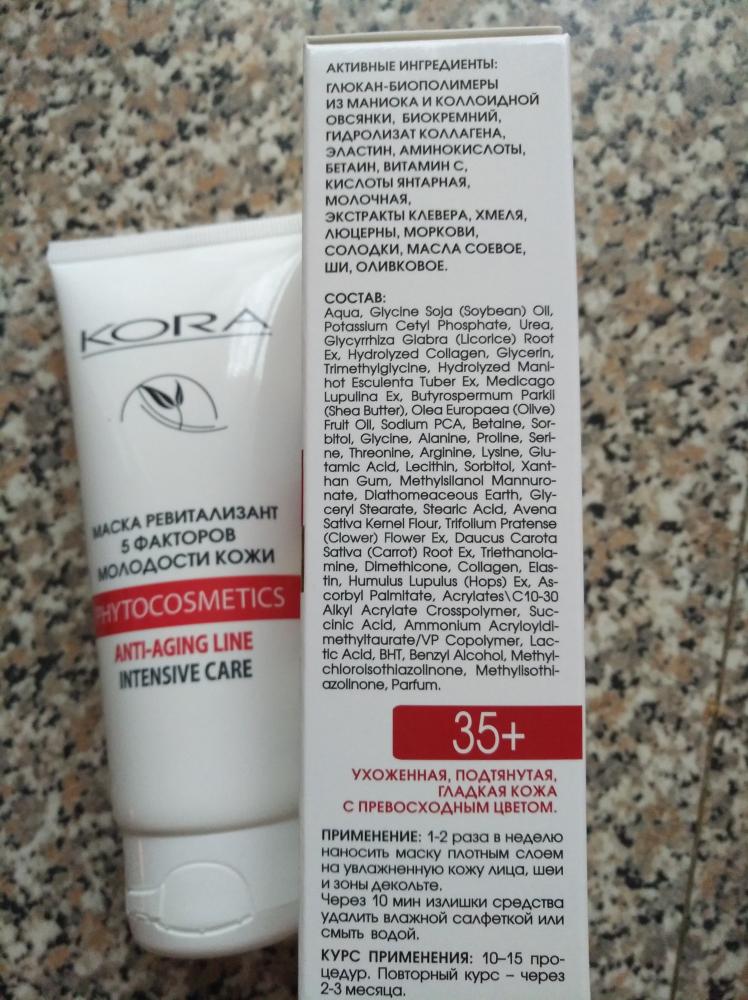 KORA
МАСКА РЕВИТАЛИЗАНТ
5 ФАКТОРОВ
МОЛОДОСТИ КОЖИ
PHYTOCOSMETICS
ANTI-AGING LINE
INTENSIVE CARE
АКТИВНЫЕ ИНГРЕДИЕНТЫ:
ГЛЮКАН-БИОПОЛИМЕРЫ
ИЗ МАНИОКА И КОЛЛОИДНОЙ
ОВСЯНКИ, БИОКРЕМНИЙ,
ГИДРОЛИЗАТ КОЛЛАГЕНА,
ЭЛАСТИН, АМИНОКИСЛОТЫ,
БЕТАИН, ВИТАМИН С,
КИСЛОТЫ ЯНТАРНАЯ,
МОЛОЧНАЯ,
ЭКСТРАКТЫ КЛЕВЕРА, ХМЕЛЯ,
ЛЮЦЕРНЫ, МОРКОВИ,
СОЛОДКИ, МАСЛА СОЕВОЕ,
ШИ, ОЛИВКОВОЕ.
СОСТАВ:
Aqua, Glycine Soja (Soybean) Oil,
Potassium Cetyl Phosphate, Urea,
Glycyrrhiza Glabra (Licorice) Root
Ex, Hydrolyzed Collagen, Glycerin,
Trimethylglycine, Hydrolyzed Mani-
hot Esculenta Tuber Ex, Medicago
Lupulina Ex, Butyrospermum Parkii
(Shea Butter), Olea Europaea (Olive)
Fruit Oil, Sodium PCA, Betaine, Sor-
bitol, Glycine, Alanine, Proline, Seri-
ne, Threonine, Arginine, Lysine, Glu-
tamic Acid, Lecithin, Sorbitol, Xant-
han Gum, Methylsilanol Mannuro-
nate, Diathomeaceous Earth, Gly-
ceryl Stearate, Stearic Acid, Avena
Sativa Kernel Flour, Trifolium Pratense
(Clower) Flower Ex, Daucus Carota
Sativa (Carrot) Root Ex, Triethanola-
mine, Dimethicone, Collagen, Elas-
tin, Humulus Lupulus (Hops) Ex, As-
corbyl Palmitate, Acrylates\C10-30
Alkyl Acrylate Crosspolymer, Suc-
cinic Acid, Ammonium Acryloyldi-
methyltaurate/VP Copolymer, Lac-
tic Acid, BHT, Benzyl Alcohol, Methyl-
chloroisothiazolinone, Methylisothi-
azolinone, Parfum.
35+
УХОЖЕННАЯ, ПОДТЯНУТАЯ,
ГЛАДКАЯ КОЖА
С ПРЕВОСХОДНЫМ ЦВЕТОМ.
ПРИМЕНЕНИЕ: 1-2 раза в неделю
наносить маску плотным слоем
на увлажненную кожу лица, шеи
и зоны декольте.
Через 10 мин излишки средства
удалить влажной салфеткой или
смыть водой.
КУРС ПРИМЕНЕНИЯ: 10–15 про-
цедур. Повторный курс – через
2-3 месяца.